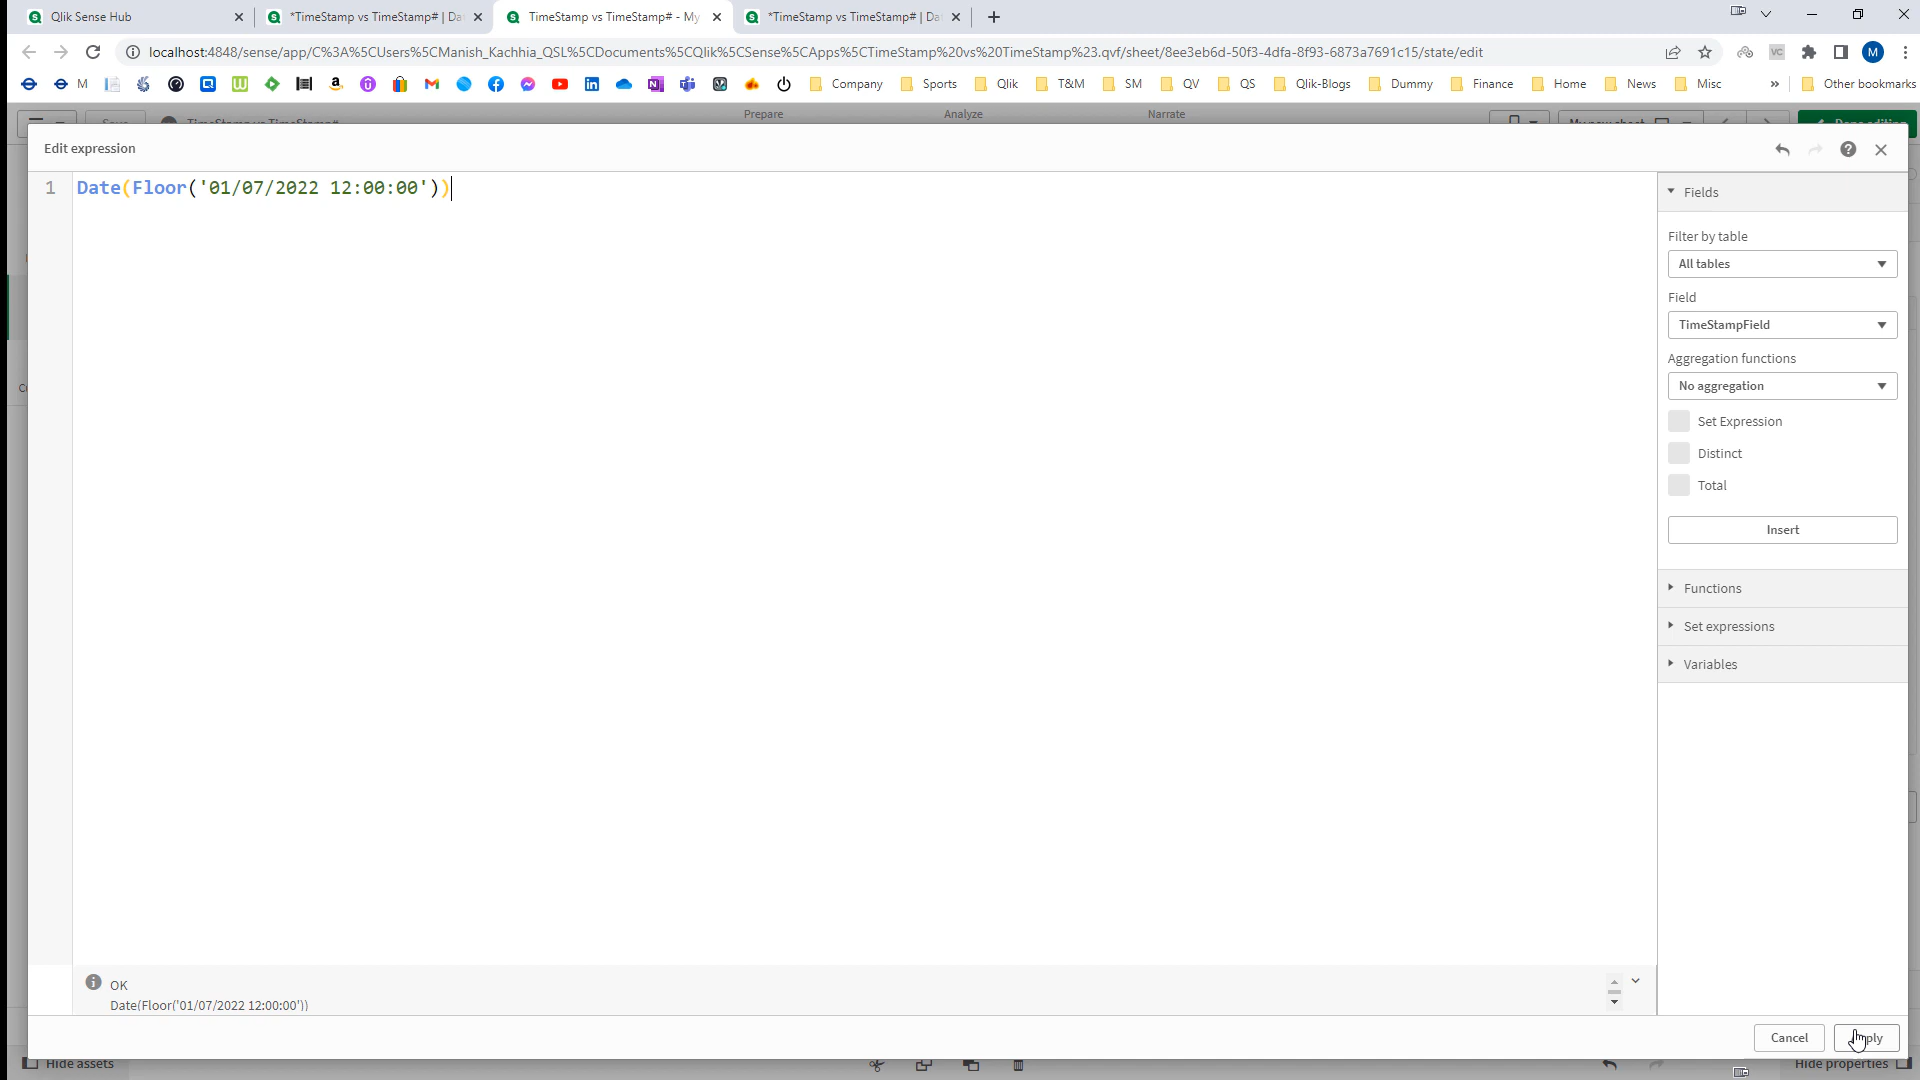 Qlik Sense Hub
*TimeStamp vs TimeStamp# | Da
TimeStamp vs TimeStamp# - My
*TimeStamp vs TimeStamp# | Da
localhost:4848/sense/app/C%3A%5CUsers%5CManish_Kachhia_QSL%5CDocuments%5CQlik%5CSense%5CApps%5CTimeStamp%20vs%20TimeStamp%23.qvf/sheet/8ee3eb6d-50f3-4dfa-8f93-6873a7691c15/state/edit
M
M
Company
Sports
Qlik
T&M
SM
QV
QS
Qlik-Blogs
Dummy
Finance
Home
News
Misc
»
Other bookmarks
Prepare
Analyze
Narrate
Edit expression
1
Date(Floor('01/07/2022 12:00:00'))
Fields
Filter by table
All tables
Field
TimeStampField
Aggregation functions
No aggregation
Set Expression
Distinct
Total
Insert
Functions
Set expressions
Variables
OK
Date(Floor('01/07/2022 12:00:00'))
Cancel
Hide assets
Hide properties